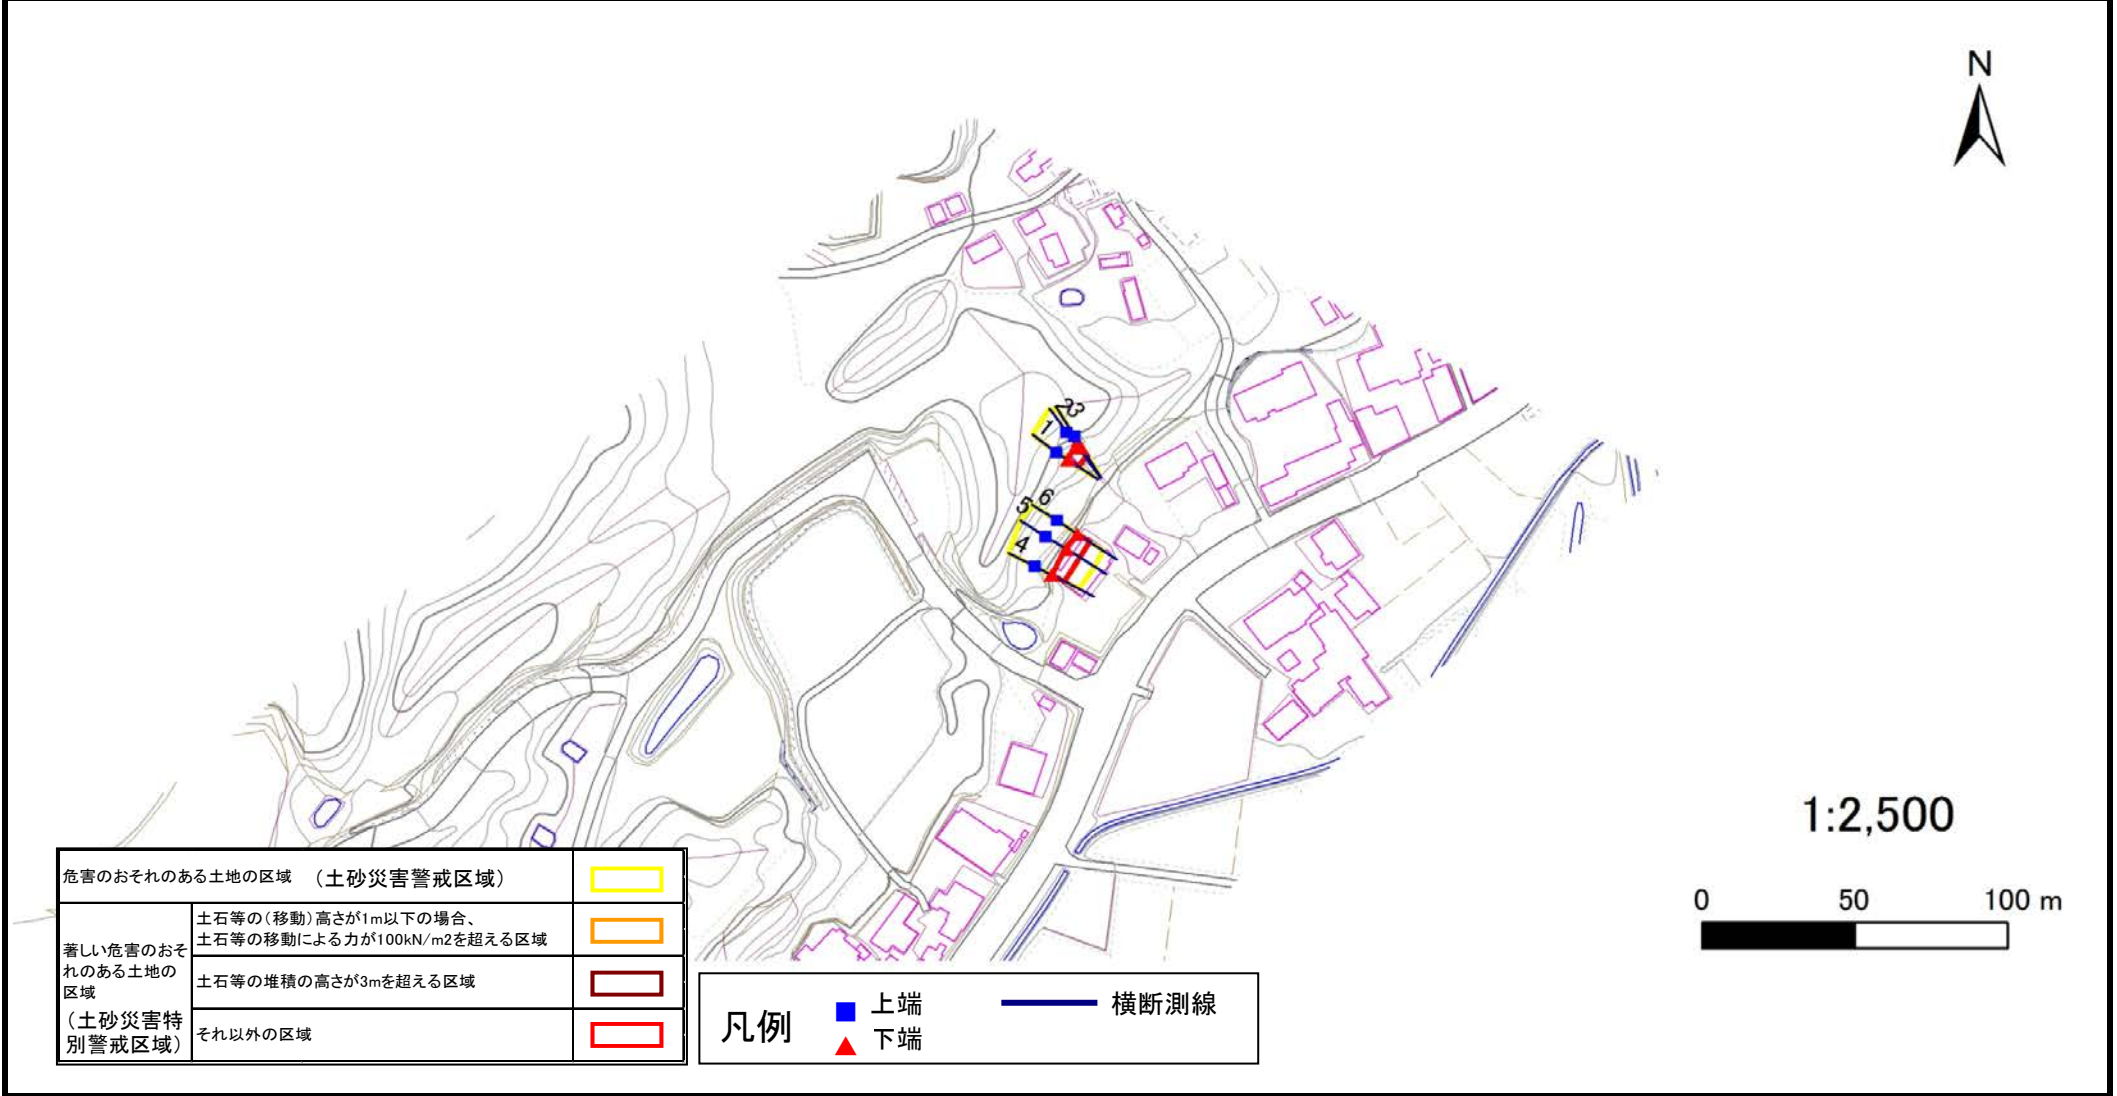 N
2
3
1
6
5
4
1:2,500
0 50 100 m
危害のおそれのある土地の区域 （土砂災害警戒区域）
著しい危害のおそ
れのある土地の
区域
（土砂災害特
別警戒区域）
土石等の（移動）高さが1m以下の場合、
土石等の移動による力が100kN/m2を超える区域
土石等の堆積の高さが3mを超える区域
それ以外の区域
凡例
上端
下端
横断測線